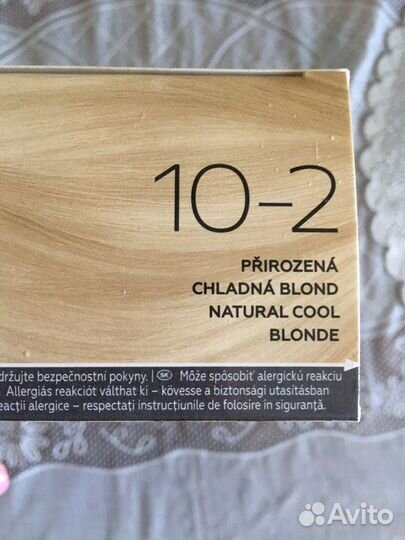 10-2
PŘIROZENÁ
CHLADNÁ BLOND
NATURAL COOL
BLONDE
držujte bezpečnostní pokyny. | SK Môže spôsobiť alergickú reakciu
Allergiás reakciót válthat ki – kövesse a biztonsági utasításban
eacții alergice – respectați instrucțiunile de folosire în siguranță.
Avito